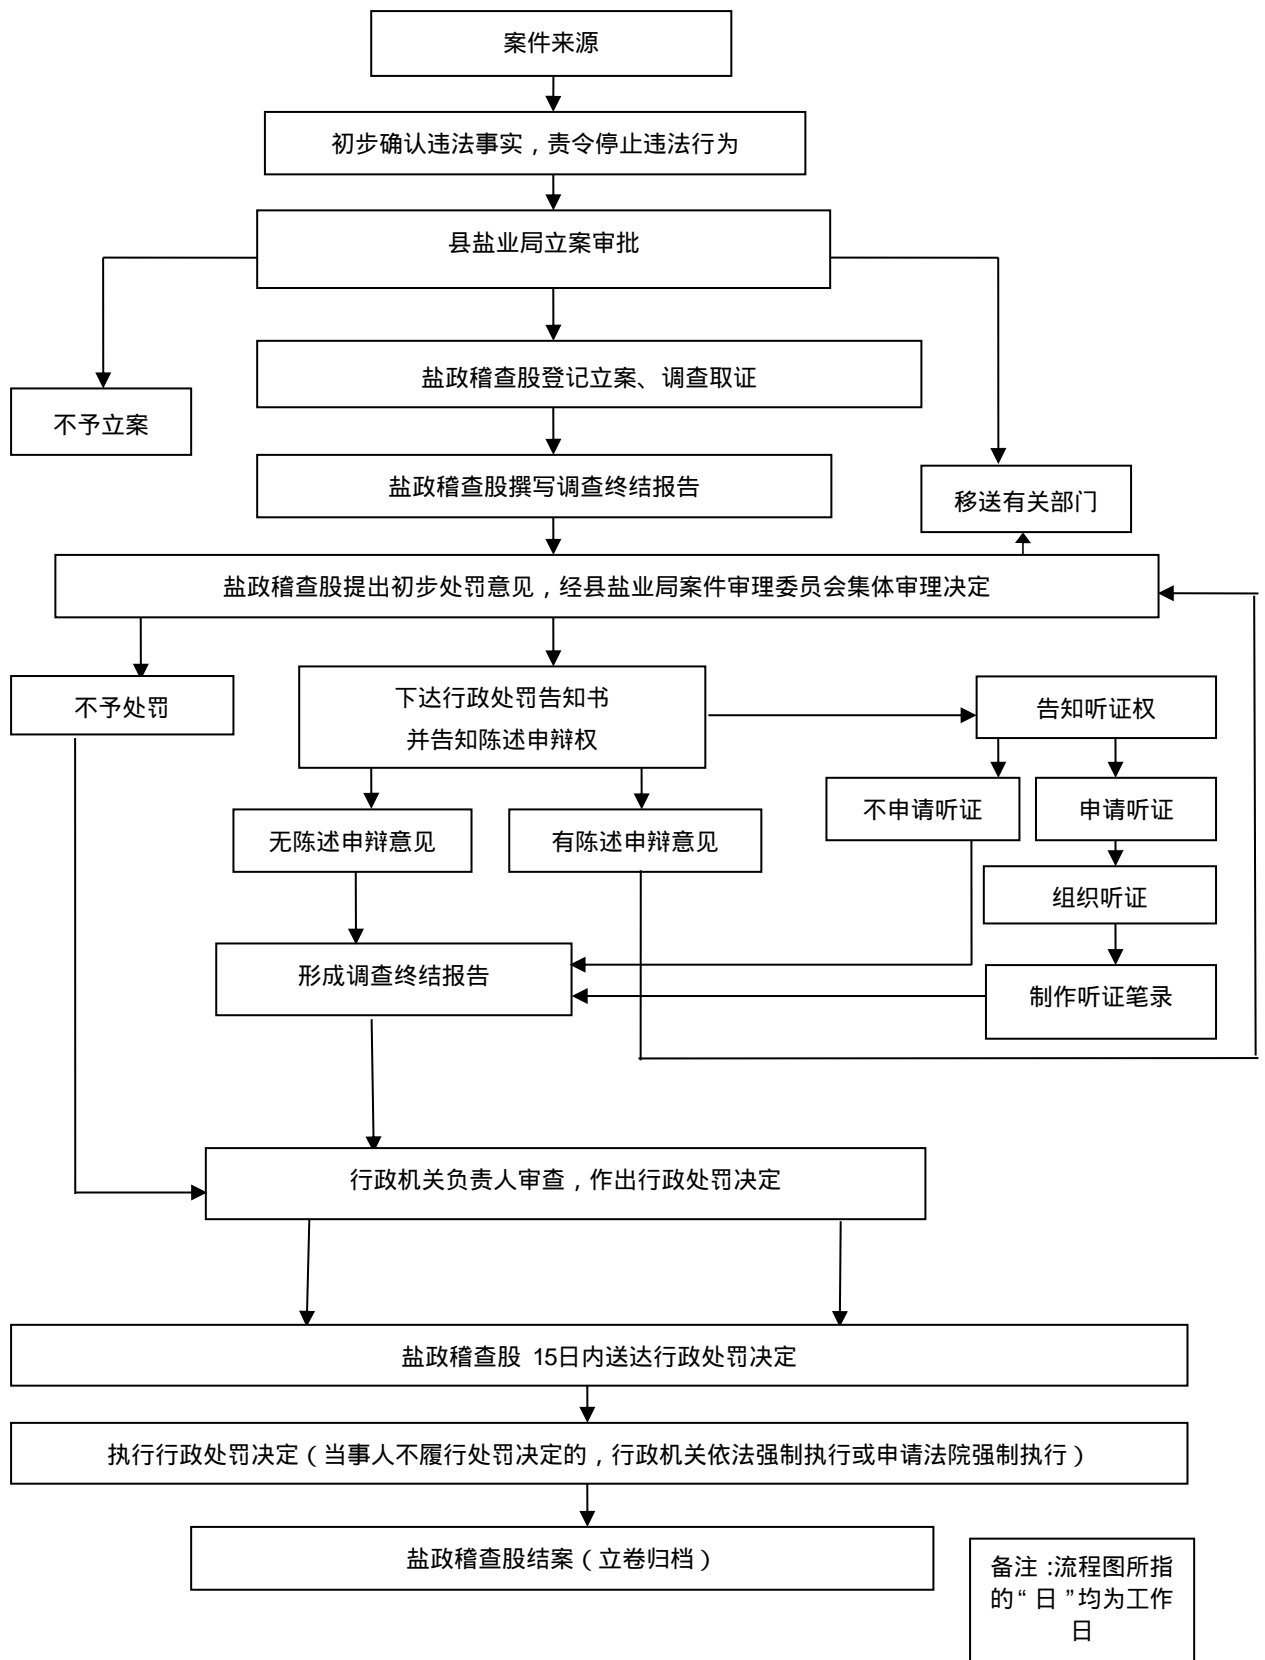 案件来源
初步确认违法事实，责令停止违法行为
县盐业局立案审批
盐政稽查股登记立案、调查取证
不予立案
盐政稽查股撰写调查终结报告
移送有关部门
盐政稽查股提出初步处罚意见，经县盐业局案件审理委员会集体审理决定
不予处罚
下达行政处罚告知书
并告知陈述申辩权
告知听证权
不申请听证
申请听证
无陈述申辩意见
有陈述申辩意见
组织听证
形成调查终结报告
制作听证笔录
行政机关负责人审查，作出行政处罚决定
盐政稽查股 15日内送达行政处罚决定
执行行政处罚决定（当事人不履行处罚决定的，行政机关依法强制执行或申请法院强制执行）
盐政稽查股结案（立卷归档）
备注：流程图所指
的“日”均为工作
日